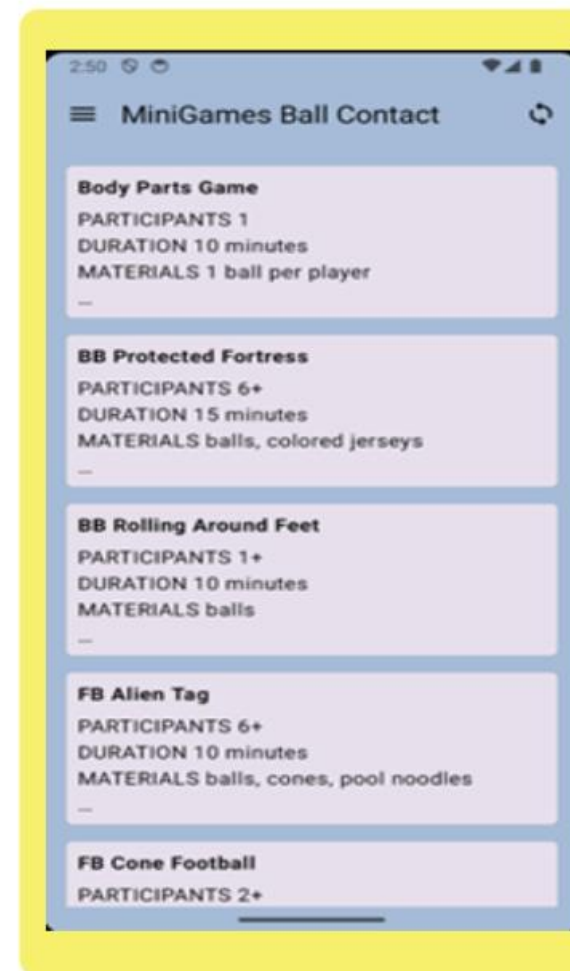 2:50
MiniGames Ball Contact
Body Parts Game
PARTICIPANTS 1
DURATION 10 minutes
MATERIALS 1 ball per player
...
BB Protected Fortress
PARTICIPANTS 6+
DURATION 15 minutes
MATERIALS balls, colored jerseys
...
BB Rolling Around Feet
PARTICIPANTS 1+
DURATION 10 minutes
MATERIALS balls
...
FB Alien Tag
PARTICIPANTS 6+
DURATION 10 minutes
MATERIALS balls, cones, pool noodles
...
FB Cone Football
PARTICIPANTS 2+